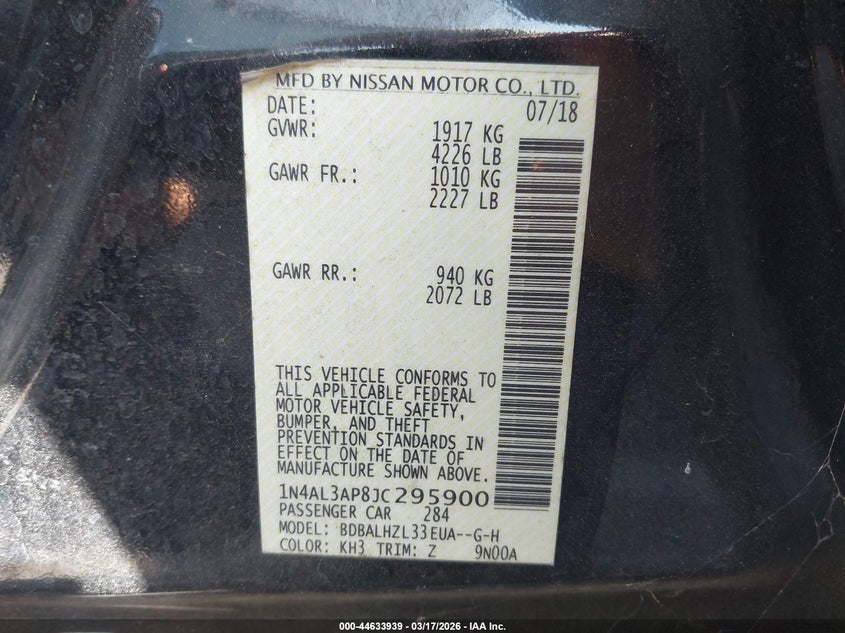 MFD BY NISSAN MOTOR CO., LTD.
DATE: 07/18
GVWR: 1917 KG
4226 LB
GAWR FR.: 1010 KG
2227 LB
GAWR RR.: 940 KG
2072 LB
THIS VEHICLE CONFORMS TO
ALL APPLICABLE FEDERAL
MOTOR VEHICLE SAFETY,
BUMPER, AND THEFT
PREVENTION STANDARDS IN
EFFECT ON THE DATE OF
MANUFACTURE SHOWN ABOVE.
1N4AL3AP8JC295900
PASSENGER CAR 284
MODEL: BDBALHZL33EUA--G-H
COLOR: KH3 TRIM: Z 9N00A
000-44633939 - 03/17/2026 - IAA Inc.